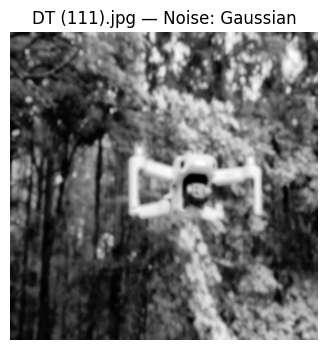 DT (111).jpg — Noise: Gaussian